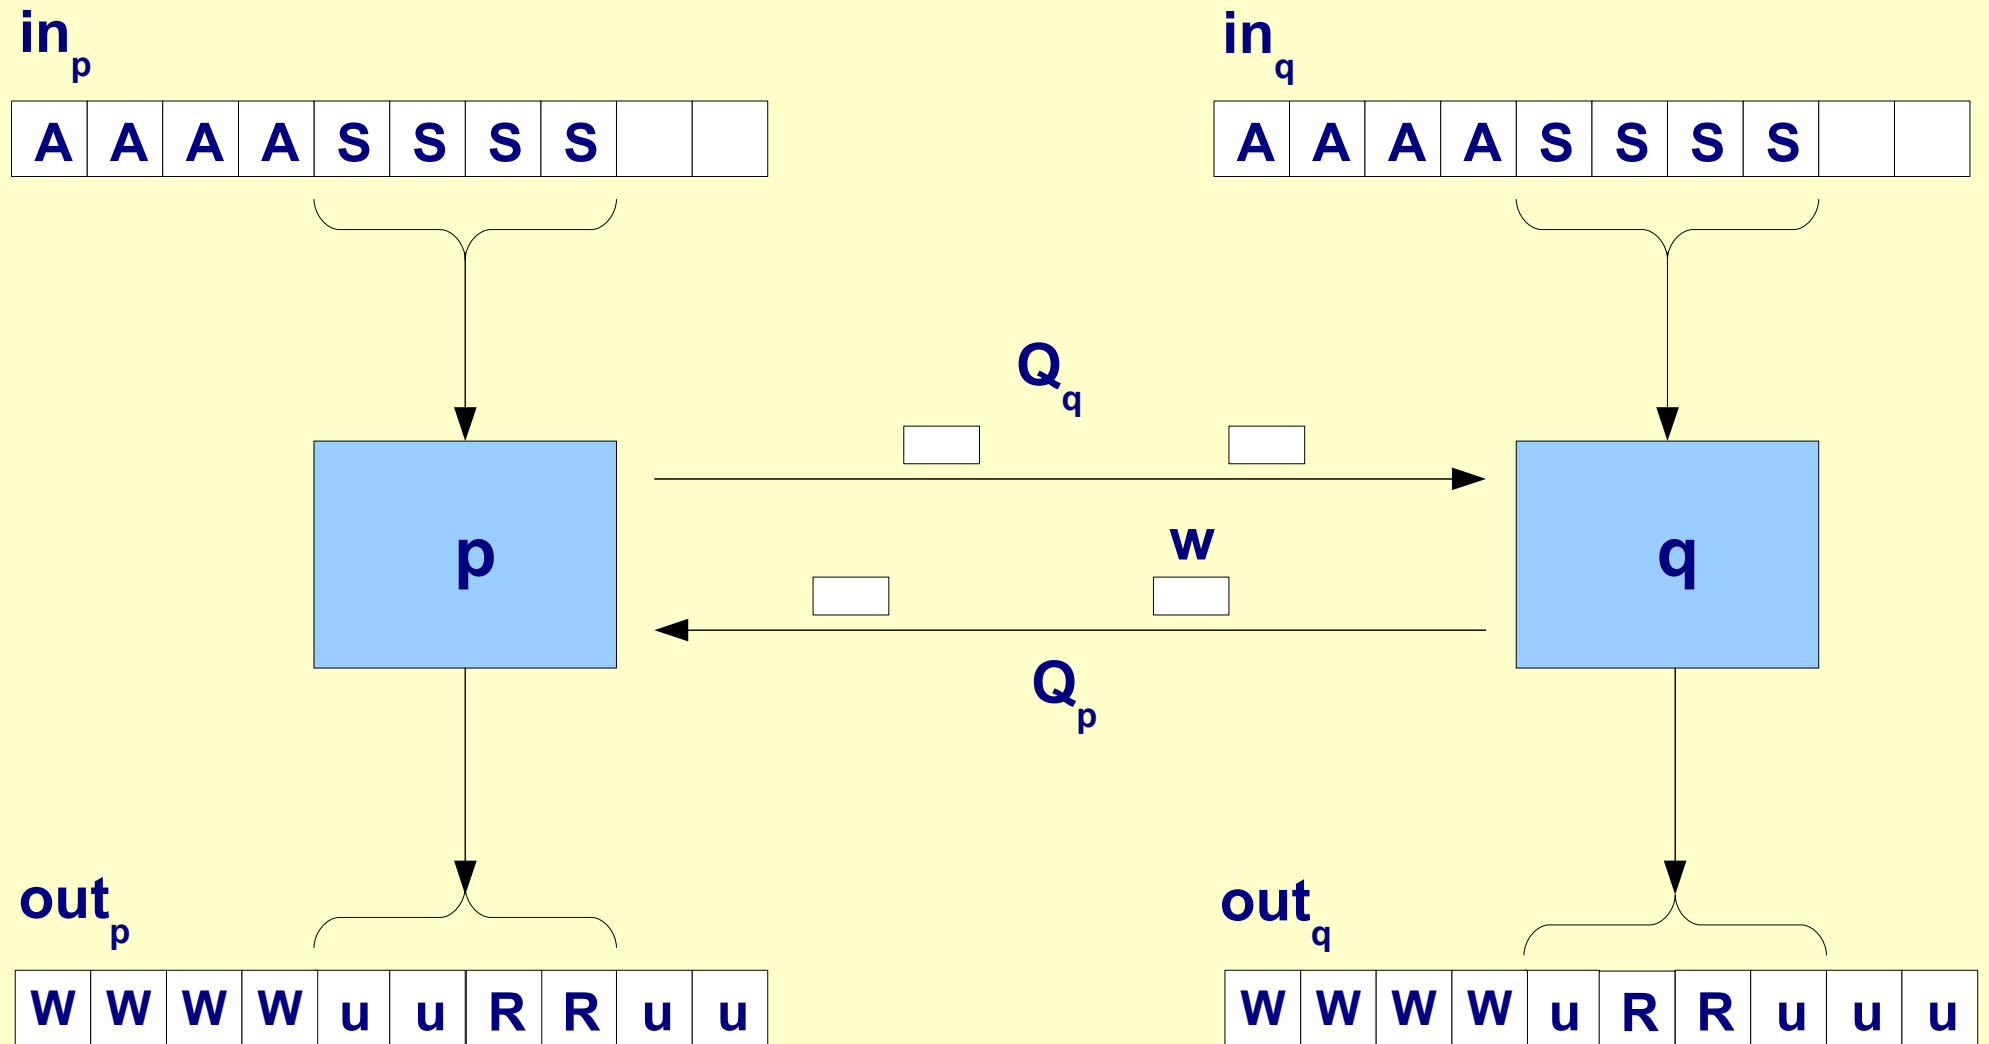 in_p in_q
A A A A S S S S A A A A S S S S
Q_q
p w q
Q_p
out_p out_q
W W W W u u R R u u W W W W u R R u u u